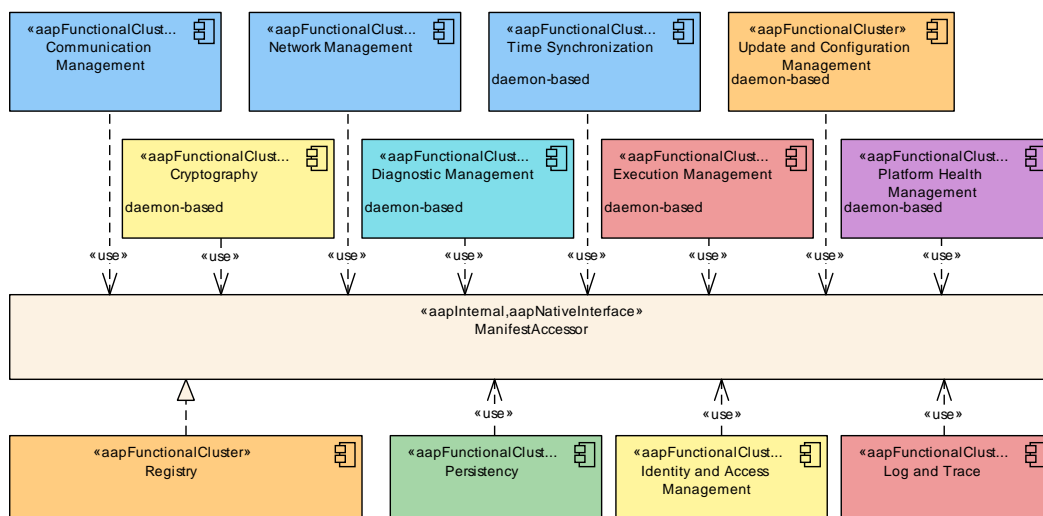 «aapFunctionalClust...
Communication
Management
«aapFunctionalClust...
Network Management
«aapFunctionalClust...
Time Synchronization
daemon-based
«aapFunctionalCluster»
Update and Configuration
Management
daemon-based
«aapFunctionalClust...
Cryptography
daemon-based
«aapFunctionalClust...
Diagnostic Management
daemon-based
«aapFunctionalClust...
Execution Management
daemon-based
«aapFunctionalClust...
Platform Health
Management
daemon-based
«use»
«use»
«use»
«use»
«use»
«use»
«use»
«use»
«aapInternal,aapNativeInterface»
ManifestAccessor
«use»
«use»
«use»
«aapFunctionalCluster»
Registry
«aapFunctionalClust...
Persistency
«aapFunctionalClust...
Identity and Access
Management
«aapFunctionalClust...
Log and Trace